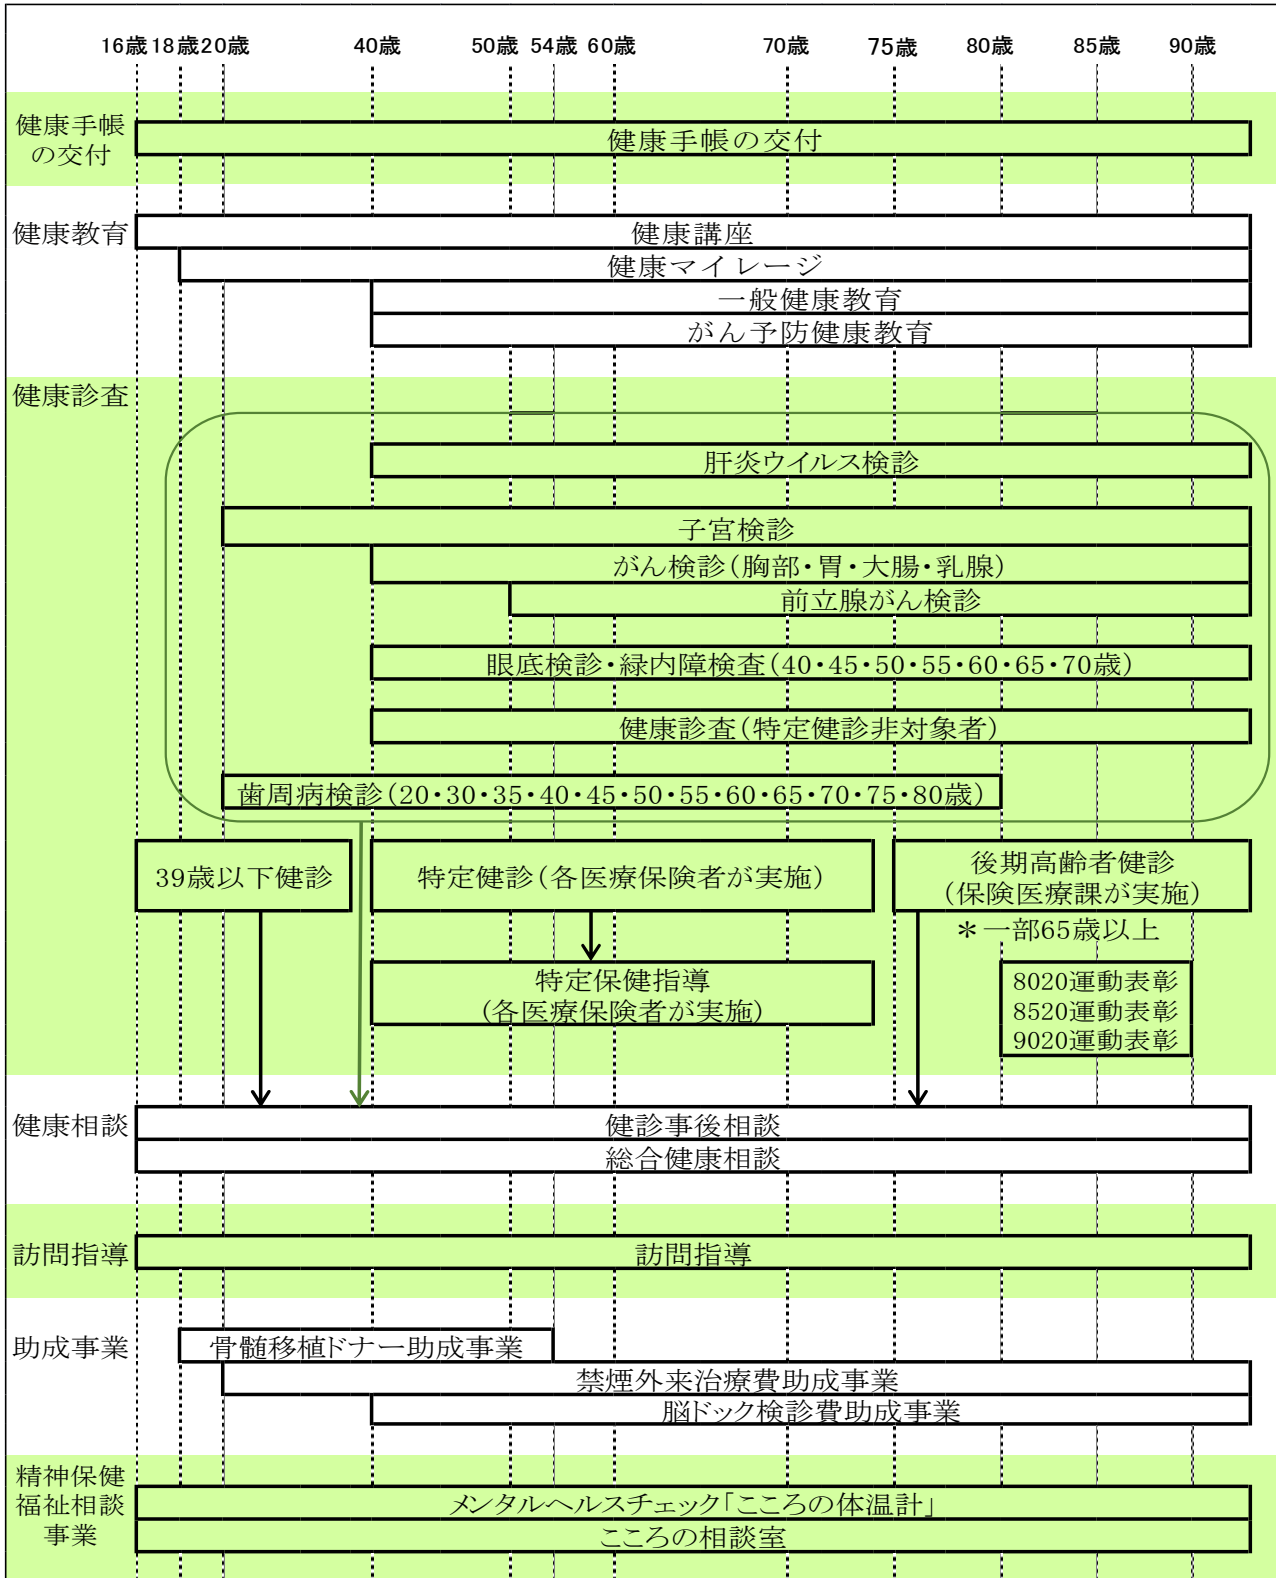 16歳 18歳 20歳 40歳 50歳 54歳 60歳 70歳 75歳 80歳 85歳 90歳
健康手帳
の交付
健康手帳の交付
健康教育
健康講座
健康マイレージ
一般健康教育
がん予防健康教育
健康診査
肝炎ウイルス検診
子宮検診
がん検診(胸部・胃・大腸・乳腺)
前立腺がん検診
眼底検診・緑内障検査(40・45・50・55・60・65・70歳)
健康診査(特定健診非対象者)
歯周病検診(20・30・35・40・45・50・55・60・65・70・75・80歳)
39歳以下健診
特定健診(各医療保険者が実施)
後期高齢者健診
(保険医療課が実施)
＊一部65歳以上
特定保健指導
(各医療保険者が実施)
8020運動表彰
8520運動表彰
9020運動表彰
健康相談
健診事後相談
総合健康相談
訪問指導
訪問指導
助成事業
骨髄移植ドナー助成事業
禁煙外来治療費助成事業
脳ドック検診費助成事業
精神保健
福祉相談
事業
メンタルヘルスチェック「こころの体温計」
こころの相談室